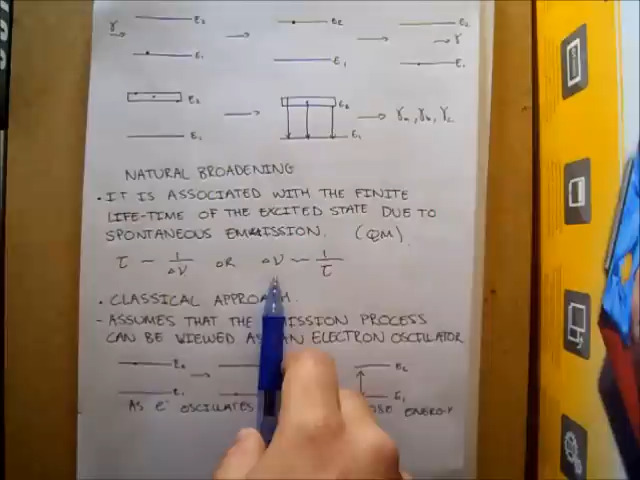 γ → E2 → E2 → E2
E1 E1 → γ E1
E2 → E2 → γa, γb, γc
E1 E1
NATURAL BROADENING
• IT IS ASSOCIATED WITH THE FINITE
LIFE-TIME OF THE EXCITED STATE DUE TO
SPONTANEOUS EMISSION. (QM).
τ ~ 1/Δν OR Δν ~ 1/τ
• CLASSICAL APPROACH.
- ASSUMES THAT THE PROCESS
CAN BE VIEWED AS AN ELECTRON OSCILLATOR
E2 → E2
E1 E1
AS e⁻ OSCILLATES ENERGY